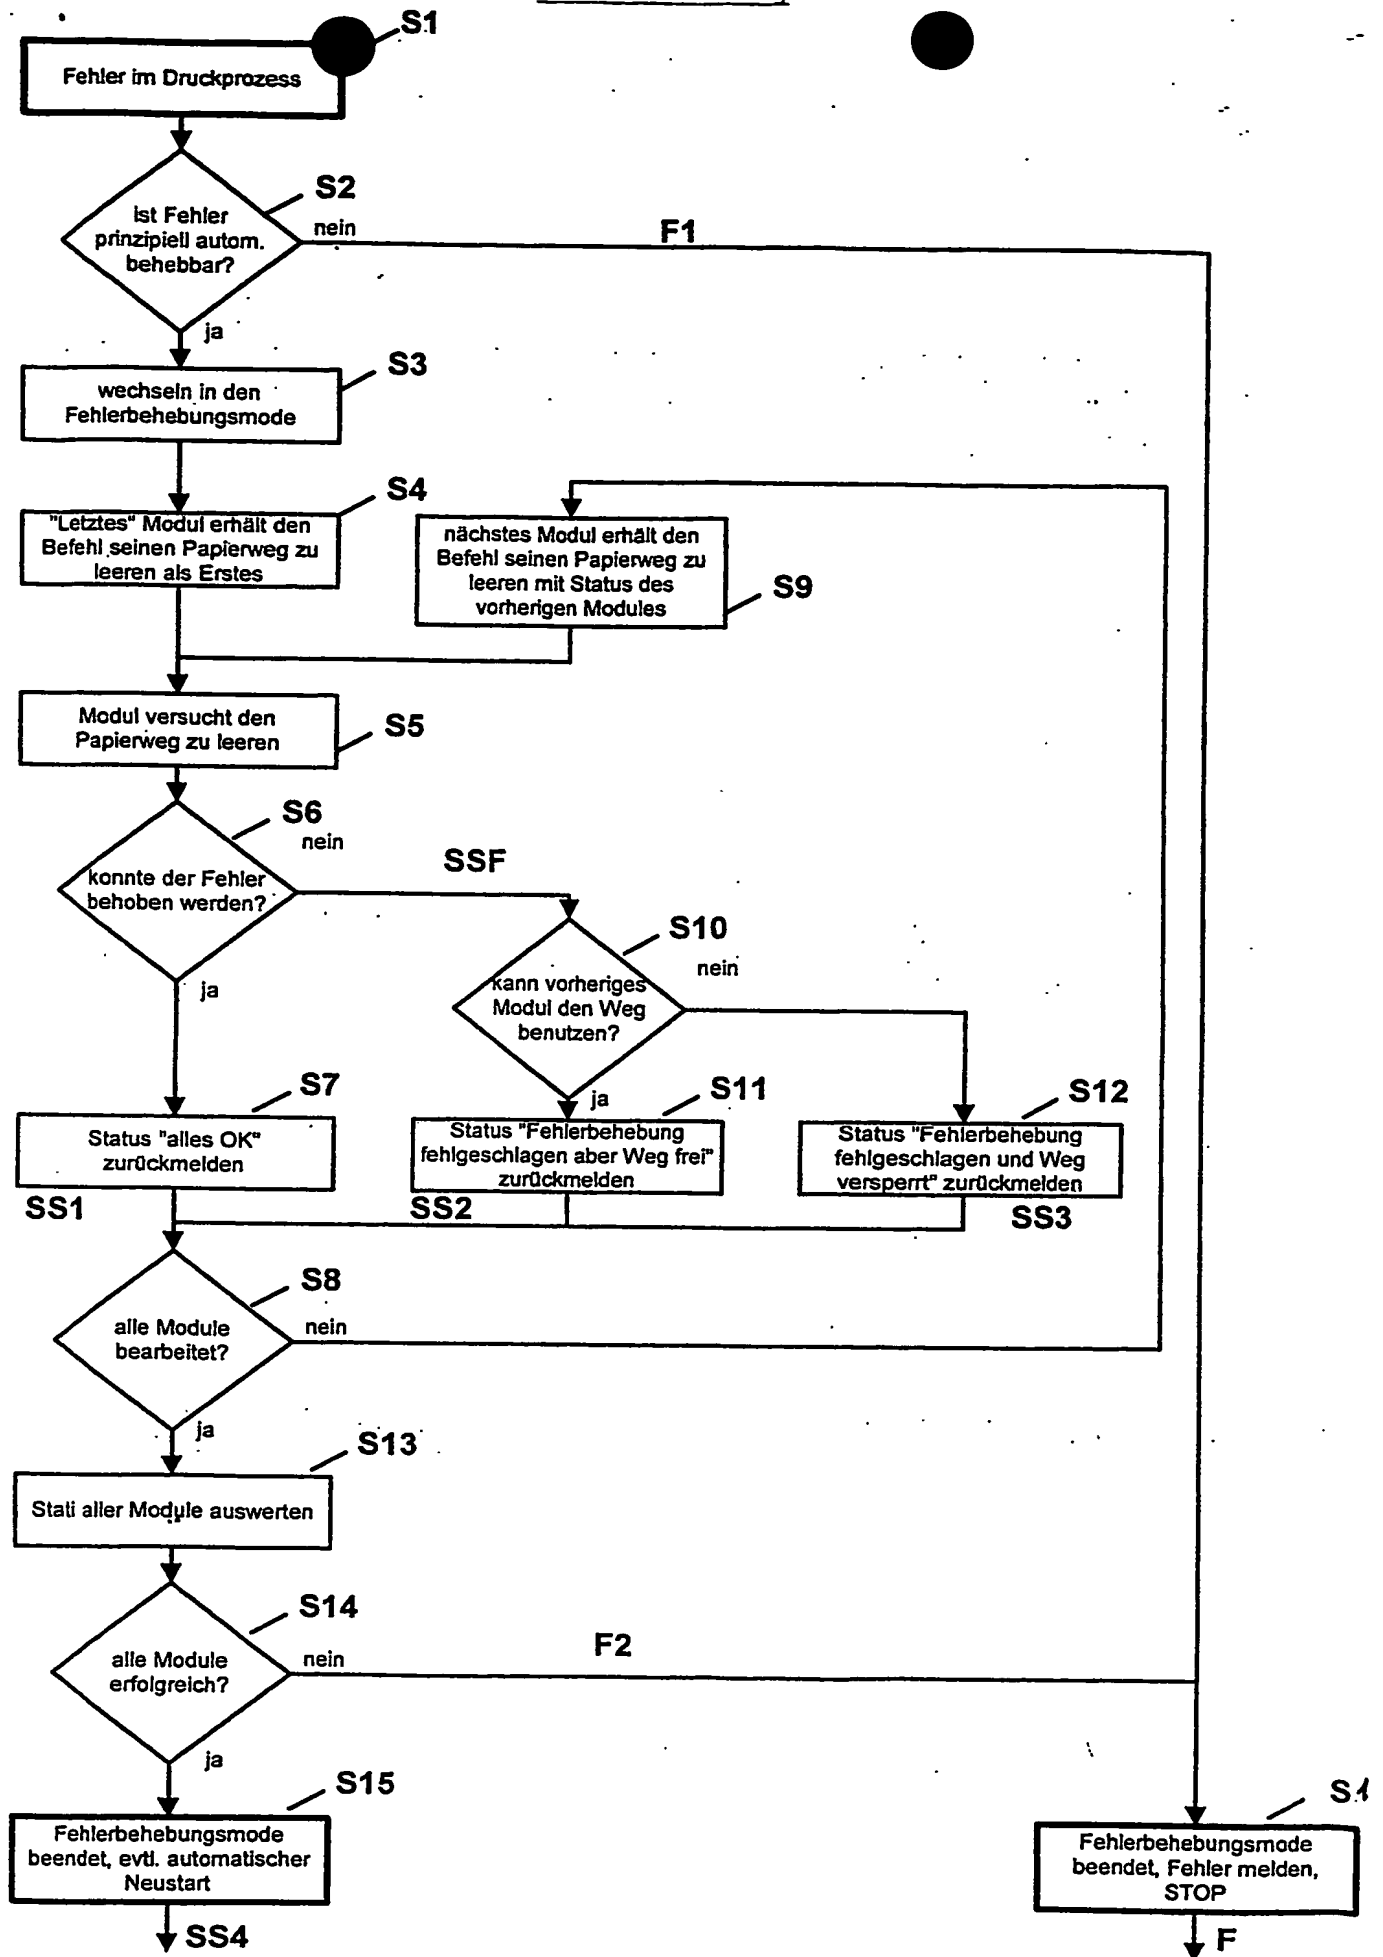 S1
Fehler im Druckprozess
S2
ist Fehler
prinzipiell autom.
behebbar?
nein
F1
ja
S3
wechseln in den
Fehlerbehebungsmode
S4
"Letztes" Modul erhält den
Befehl seinen Papierweg zu
leeren als Erstes
nächstes Modul erhält den
Befehl seinen Papierweg zu
leeren mit Status des
vorherigen Modules
S9
Modul versucht den
Papierweg zu leeren
S5
S6
nein
konnte der Fehler
behoben werden?
SSF
ja
S10
nein
kann vorheriges
Modul den Weg
benutzen?
ja
S7
Status "alles OK"
zurückmelden
SS1
S11
Status "Fehlerbehebung
fehlgeschlagen aber Weg frei"
zurückmelden
SS2
S12
Status "Fehlerbehebung
fehlgeschlagen und Weg
versperrt" zurückmelden
SS3
S8
alle Module
bearbeitet?
nein
ja
S13
Stati aller Module auswerten
S14
alle Module
erfolgreich?
nein
F2
ja
S15
Fehlerbehebungsmode
beendet, evtl. automatischer
Neustart
SS4
Fehlerbehebungsmode
beendet, Fehler melden,
STOP
F